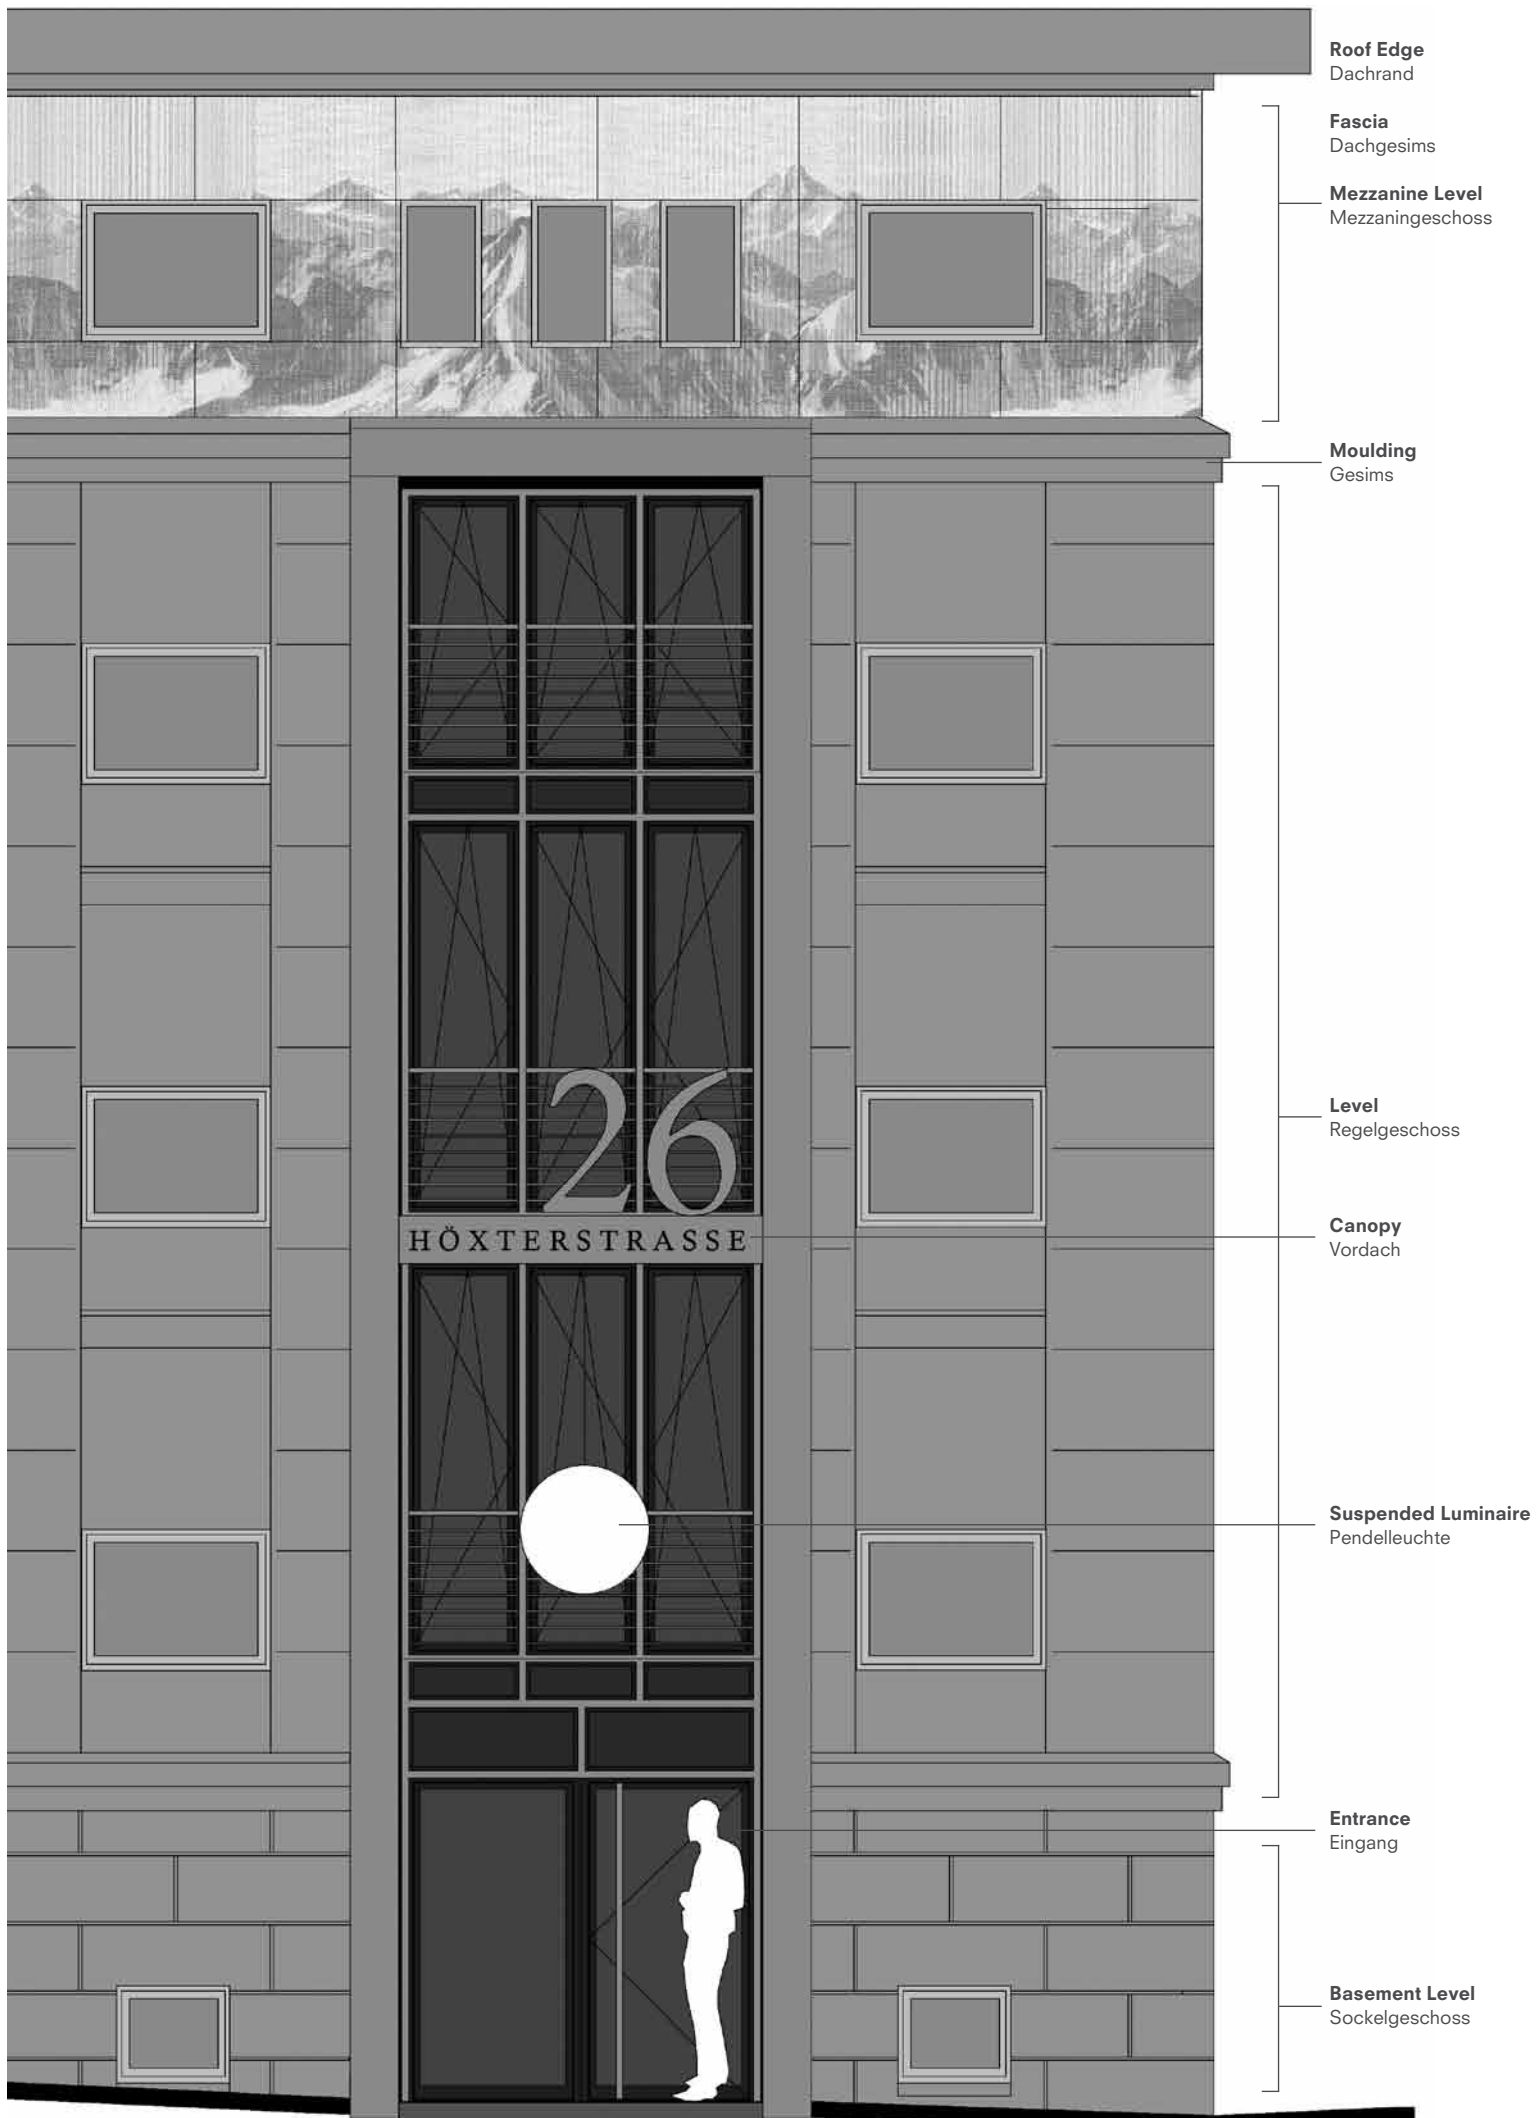 Roof Edge
Dachrand
Fascia
Dachgesims
Mezzanine Level
Mezzaningeschoss
Moulding
Gesims
Level
Regelgeschoss
26
HÖXTERSTRASSE
Canopy
Vordach
Suspended Luminaire
Pendelleuchte
Entrance
Eingang
Basement Level
Sockelgeschoss